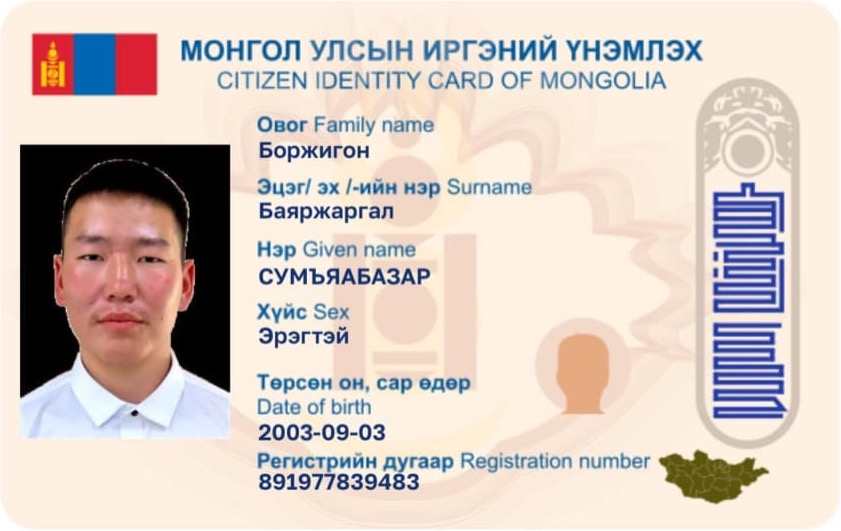 МОНГОЛ УЛСЫН ИРГЭНИЙ ҮНЭМЛЭХ
CITIZEN IDENTITY CARD OF MONGOLIA
Овог Family name
Боржигон
Эцэг/ эх /-ийн нэр Surname
Баяржаргал
Нэр Given name
СУМЪЯАБАЗАР
Хүйс Sex
Эрэгтэй
Төрсөн он, сар өдөр
Date of birth
2003-09-03
Регистрийн дугаар Registration number
891977839483